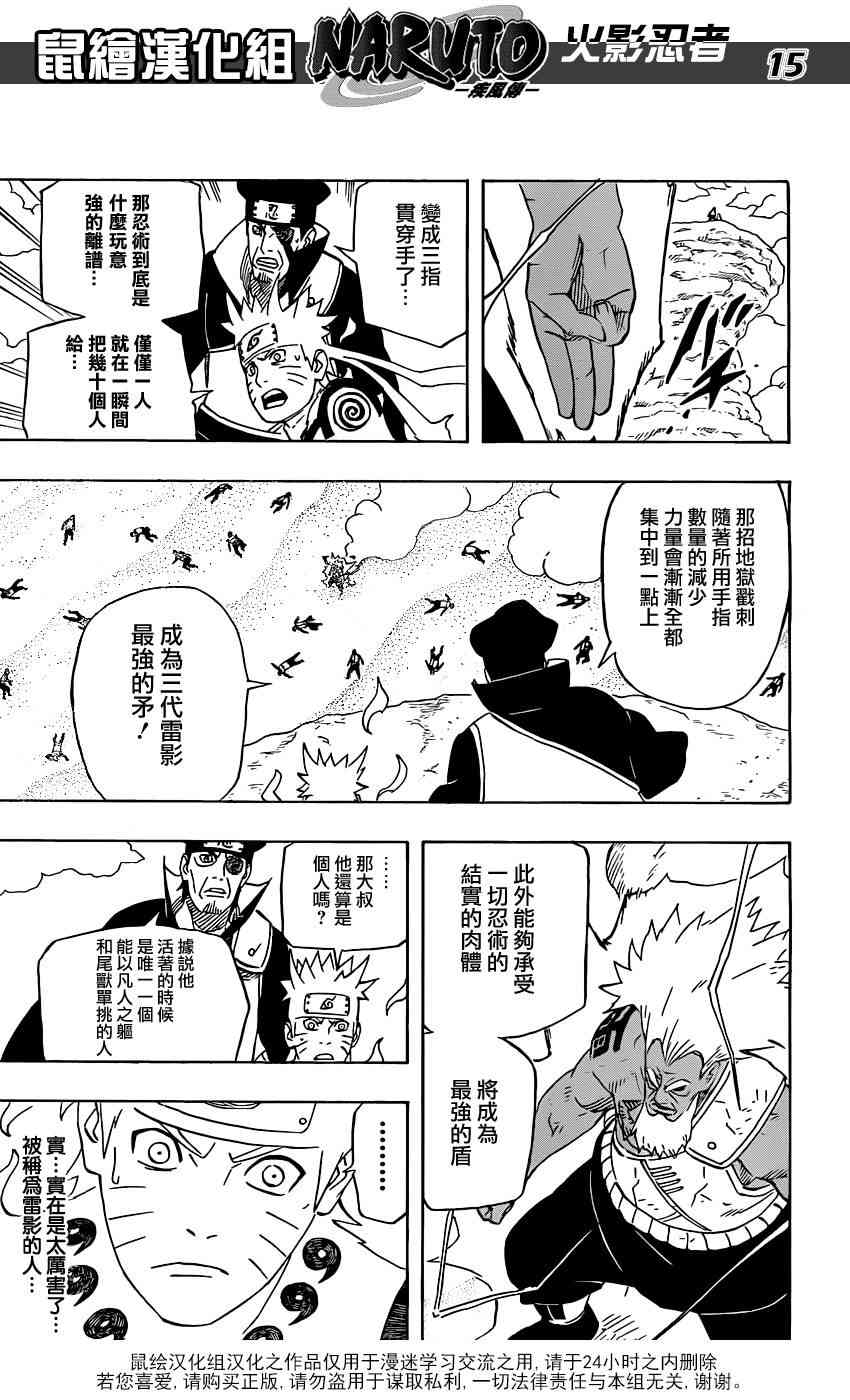 鼠繪漢化組
NARUTO
-疾風傳-
火影忍者
15
變成三指
貫穿手了…
那忍術到底是
什麼玩意
強的離譜…
僅僅一人
就在一瞬間
把幾十個人
給…
那招地獄戳刺
隨著所用手指
數量的減少
力量會漸漸全都
集中到一點上
成為三代雷影
最強的矛!
此外能夠承受
一切忍術的
結實的肉體
將成為
最強的盾
……
那大叔
他還算是
個人嗎?
據說他
活著的時候
是唯一一個
能以凡人之軀
和尾獸單挑的人
………
實…實在是太厲害了…
被稱為雷影的人…
鼠绘汉化组汉化之作品仅用于漫迷学习交流之用, 请于24小时之内删除
若您喜爱, 请购买正版, 请勿盗用于谋取私利, 一切法律责任与本组无关, 谢谢。